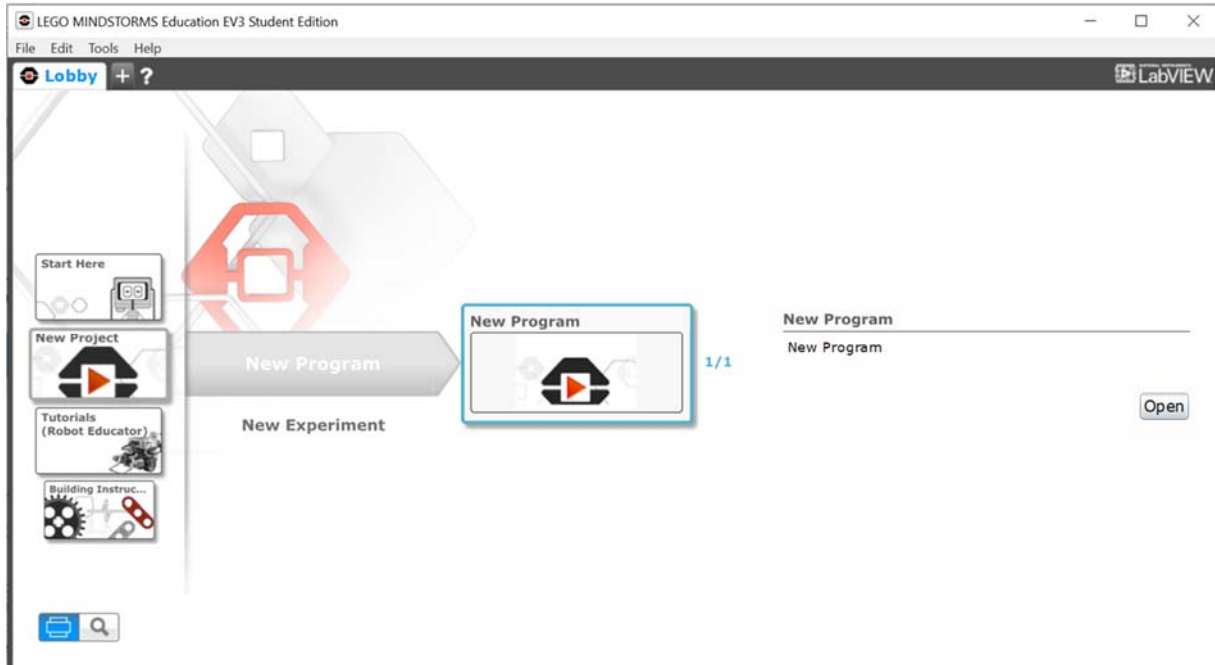 LEGO MINDSTORMS Education EV3 Student Edition
File Edit Tools Help
Lobby + ?
LabVIEW
Start Here
New Project
Tutorials
(Robot Educator)
Building Instruc...
New Program
New Experiment
New Program
1/1
New Program
New Program
Open